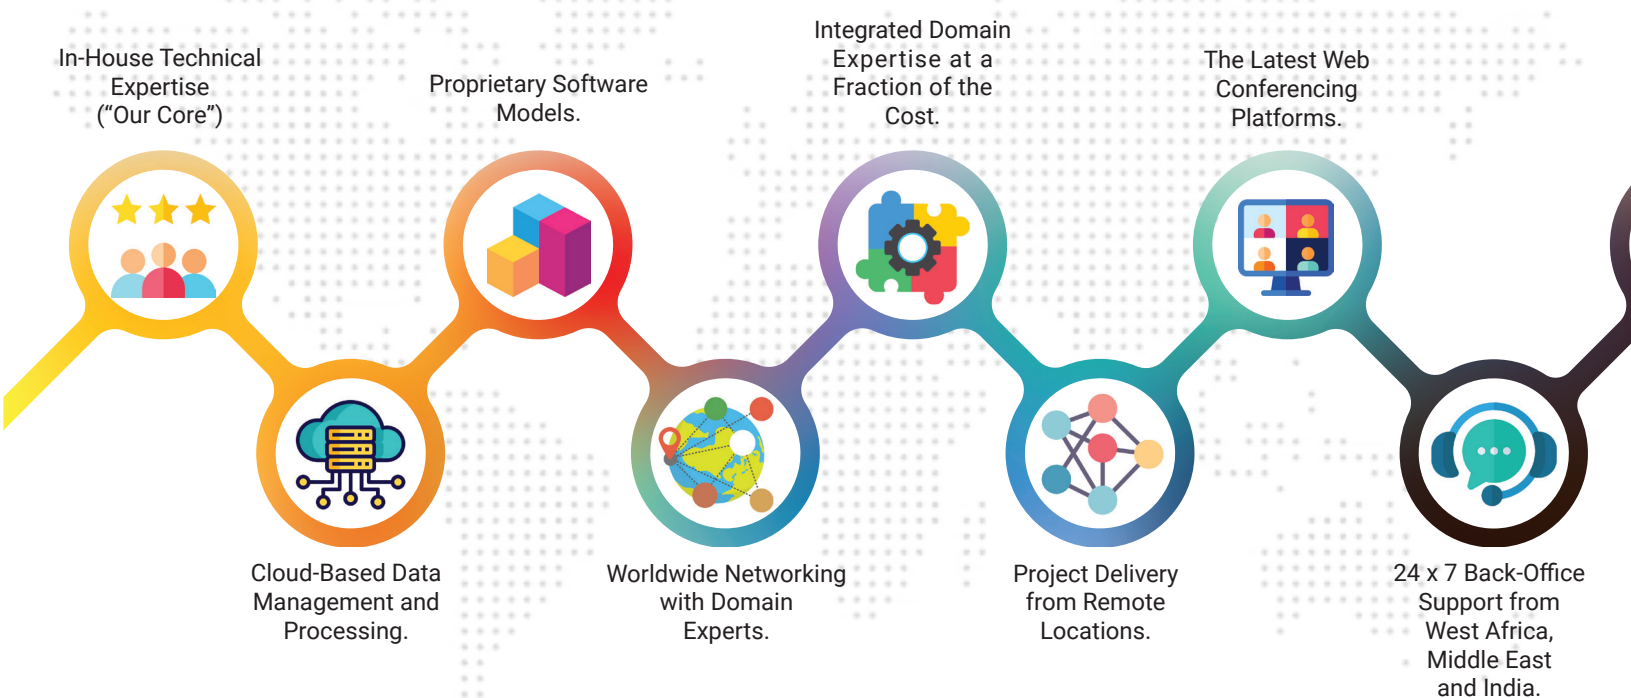 In-House Technical
Expertise
(“Our Core”)
Cloud-Based Data
Management and
Processing.
Proprietary Software
Models.
Worldwide Networking
with Domain
Experts.
Integrated Domain
Expertise at a
Fraction of the
Cost.
Project Delivery
from Remote
Locations.
The Latest Web
Conferencing
Platforms.
24 x 7 Back-Office
Support from
West Africa,
Middle East
and India.